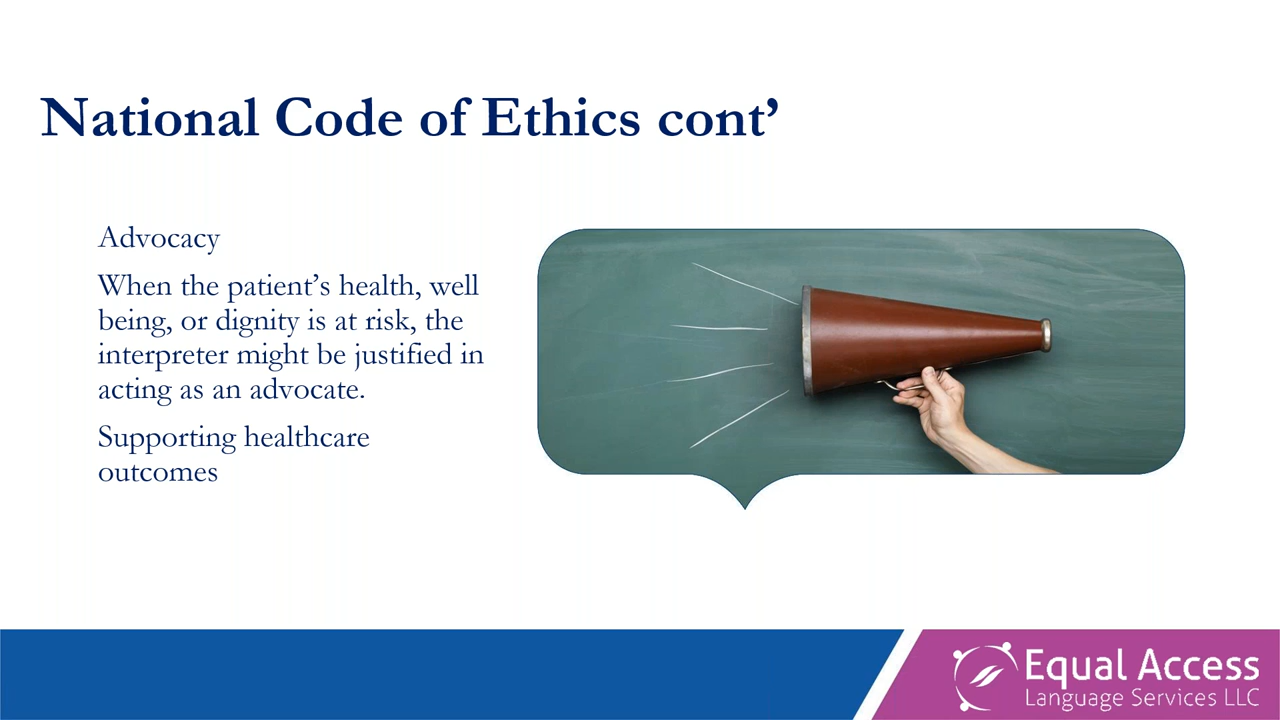 National Code of Ethics cont’
Advocacy
When the patient’s health, well
being, or dignity is at risk, the
interpreter might be justified in
acting as an advocate.
Supporting healthcare
outcomes
Equal Access
Language Services LLC